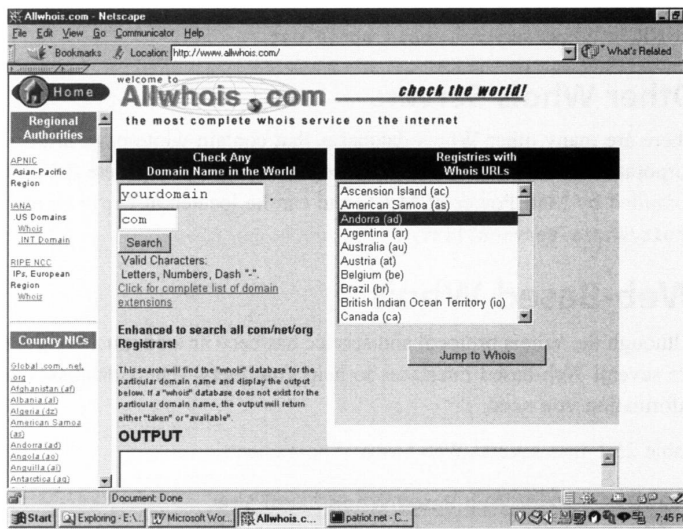 Allwhois.com - Netscape
File Edit View Go Communicator Help
Bookmarks Location: http://www.allwhois.com/ What's Related
Home
welcome to
Allwhois.com check the world!
the most complete whois service on the internet
Regional
Authorities
APNIC
Asian-Pacific
Region
IANA
US Domains
Whois
INT Domain
RIPE NCC
IPs, European
Region
Whois
Country NICs
Global .com, .net,
.org
Afghanistan (af)
Albania (al)
Algeria (dz)
American Samoa
(as)
Andorra (ad)
Angola (ao)
Anguilla (ai)
Antarctica (aq)
Check Any
Domain Name in the World
yourdomain
com
Search
Valid Characters:
Letters, Numbers, Dash "-".
Click for complete list of domain
extensions
Enhanced to search all com/net/org
Registrars!
This search will find the "whois" database for the
particular domain name and display the output
below. If a "whois" database does not exist for the
particular domain name, the output will return
either "taken" or "available".
OUTPUT
Registries with
Whois URLs
Ascension Island (ac)
American Samoa (as)
Andorra (ad)
Argentina (ar)
Australia (au)
Austria (at)
Belgium (be)
Brazil (br)
British Indian Ocean Territory (io)
Canada (ca)
Jump to Whois
Document: Done
Start Exploring - E:\... Microsoft Wor... Allwhois.c... patriot.net - C... 7:45 P